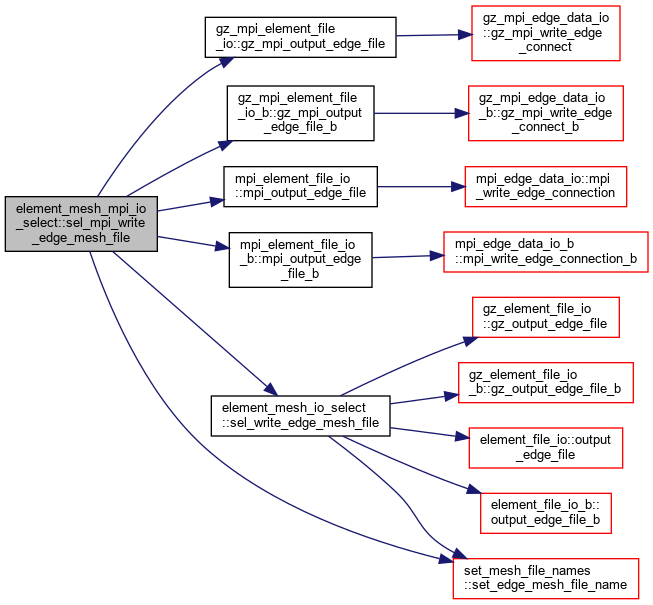 element_mesh_mpi_io
_select::sel_mpi_write
_edge_mesh_file
gz_mpi_element_file
_io::gz_mpi_output_edge_file
gz_mpi_edge_data_io
::gz_mpi_write_edge
_connect
gz_mpi_element_file
_io_b::gz_mpi_output
_edge_file_b
gz_mpi_edge_data_io
_b::gz_mpi_write_edge
_connect_b
mpi_element_file_io
::mpi_output_edge_file
mpi_edge_data_io::mpi
_write_edge_connection
mpi_element_file_io
_b::mpi_output_edge
_file_b
mpi_edge_data_io_b
::mpi_write_edge_connection_b
element_mesh_io_select
::sel_write_edge_mesh_file
gz_element_file_io
::gz_output_edge_file
gz_element_file_io
_b::gz_output_edge_file_b
element_file_io::output
_edge_file
element_file_io_b::
output_edge_file_b
set_mesh_file_names
::set_edge_mesh_file_name